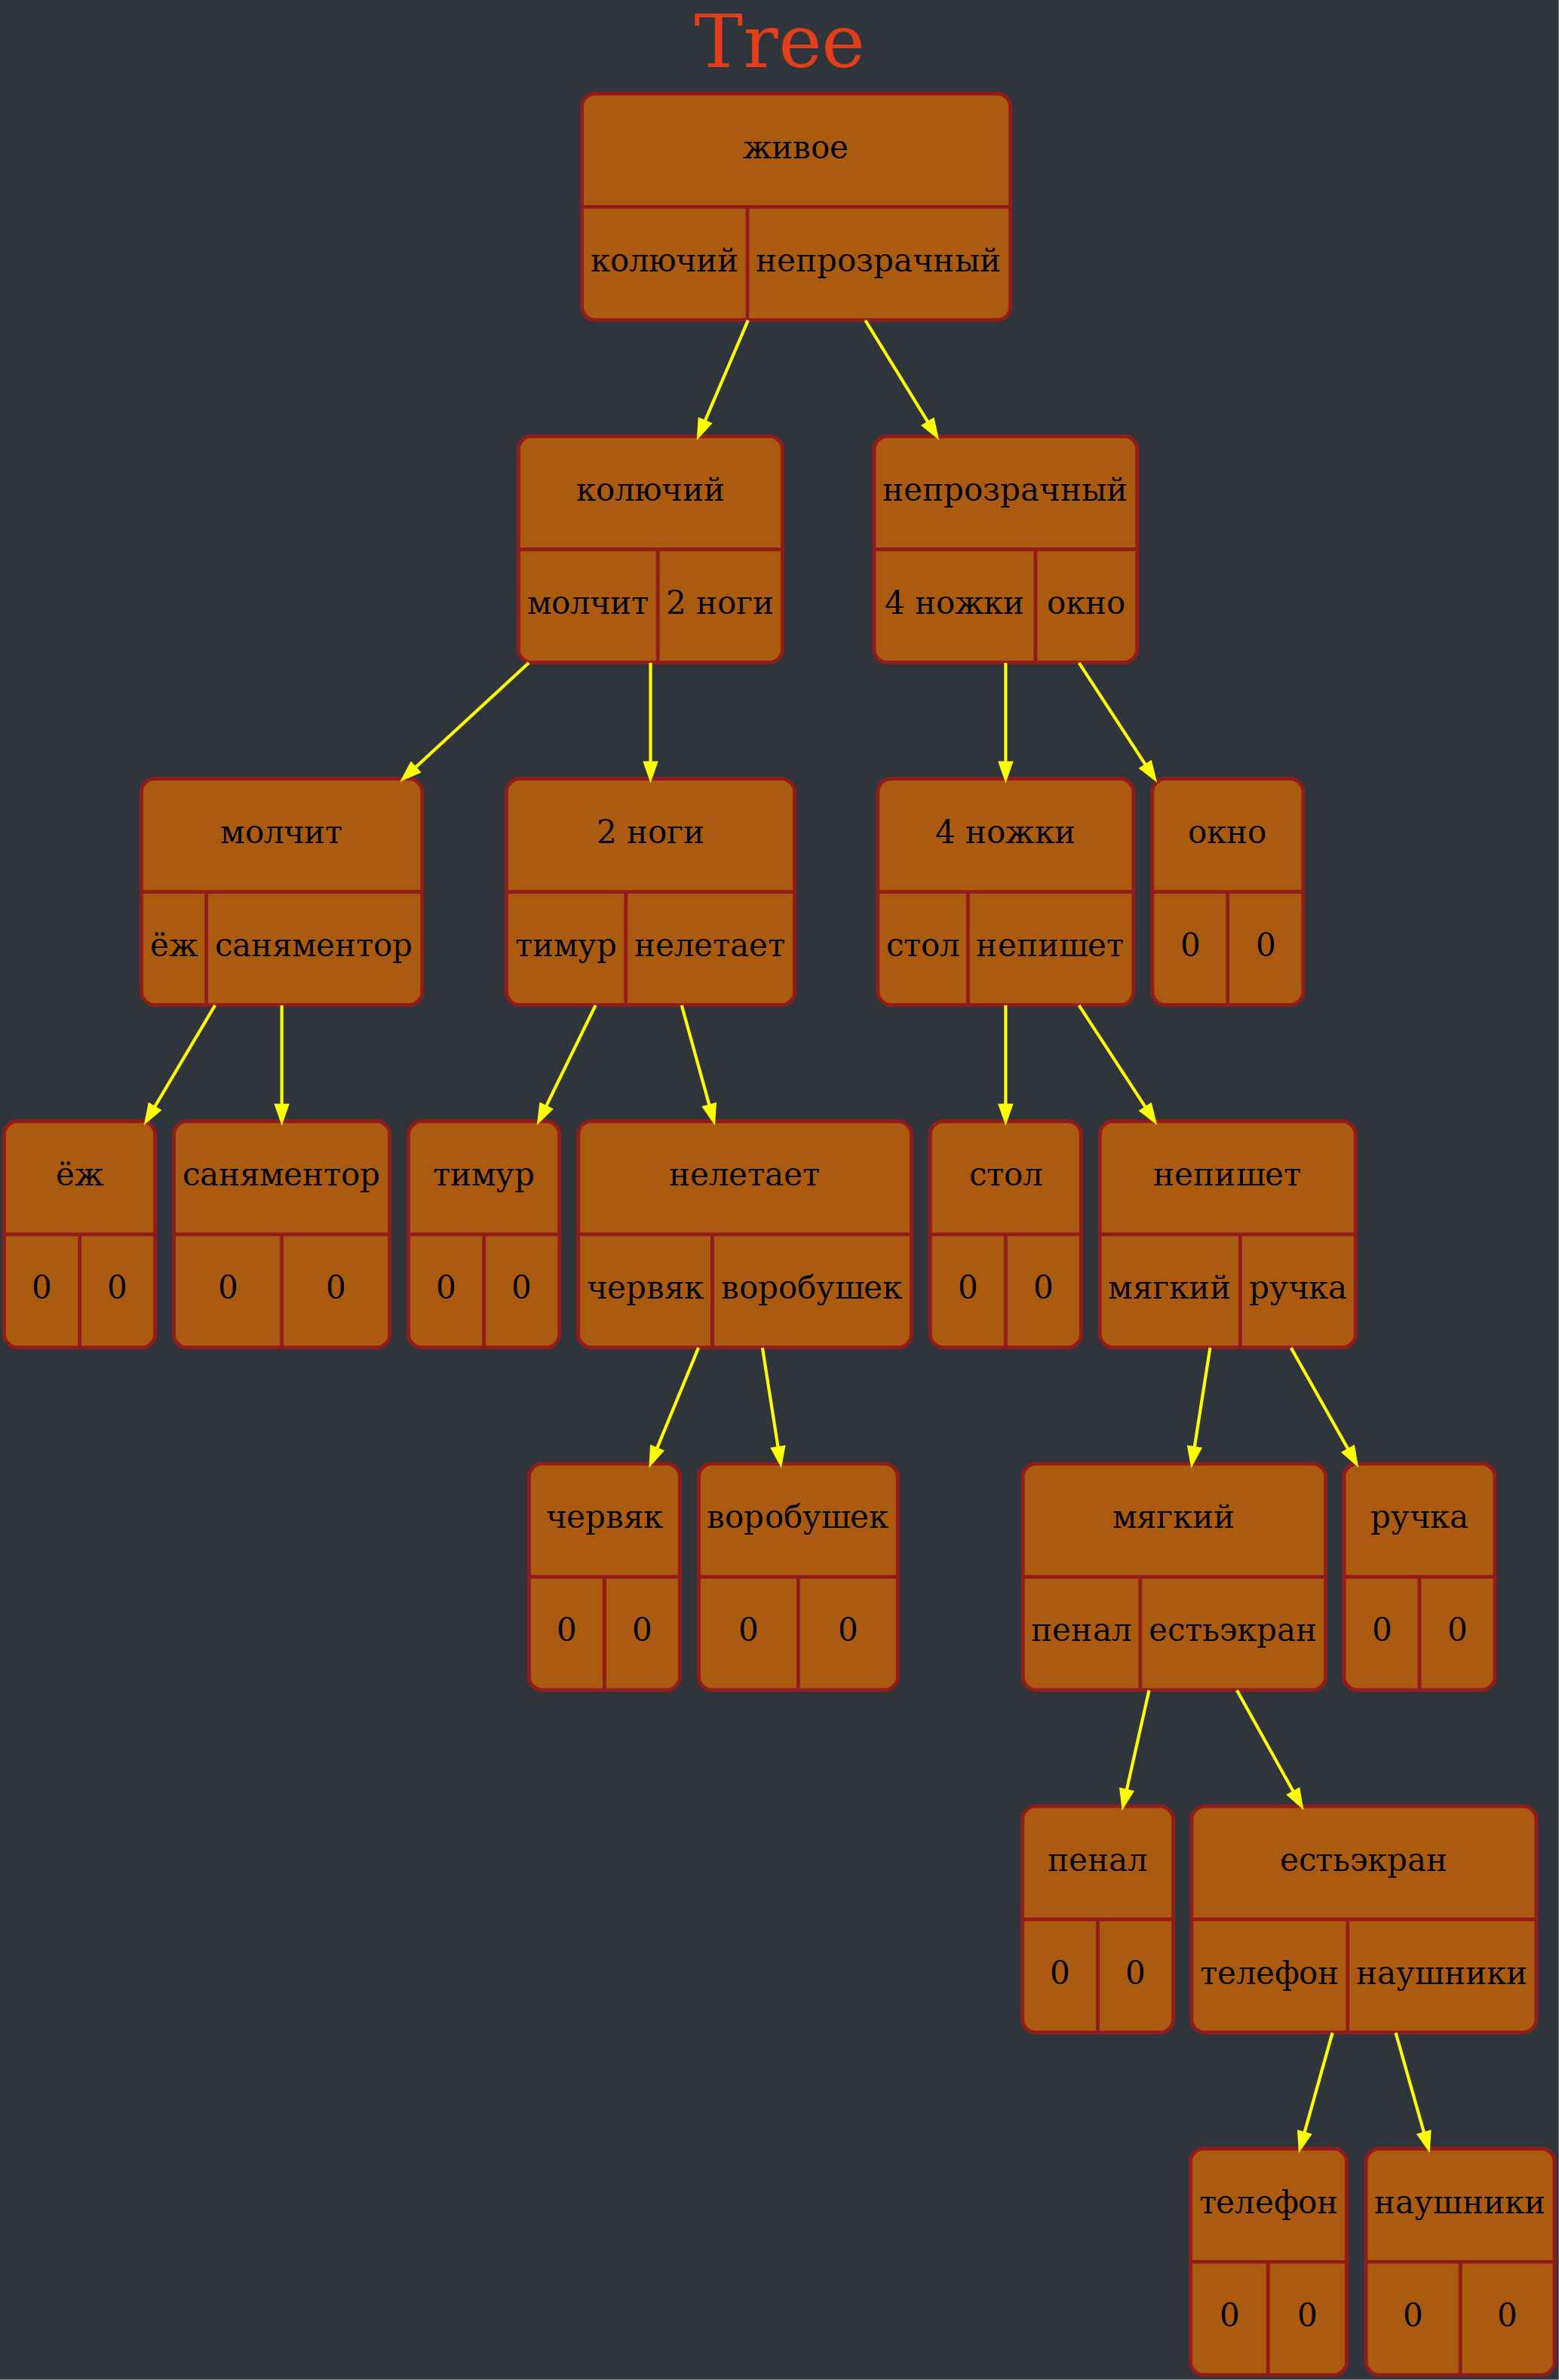 Tree
живое
колючий непрозрачный
колючий непрозрачный
молчит 2 ноги 4 ножки окно
молчит 2 ноги 4 ножки окно
ёж саняментор тимур нелетает стол непишет 0 0
ёж саняментор тимур нелетает стол непишет
0 0 0 0 0 0 червяк воробушек 0 0 мягкий ручка
червяк воробушек мягкий ручка
0 0 0 0 пенал естьэкран 0 0
пенал естьэкран
0 0 телефон наушники
телефон наушники
0 0 0 0